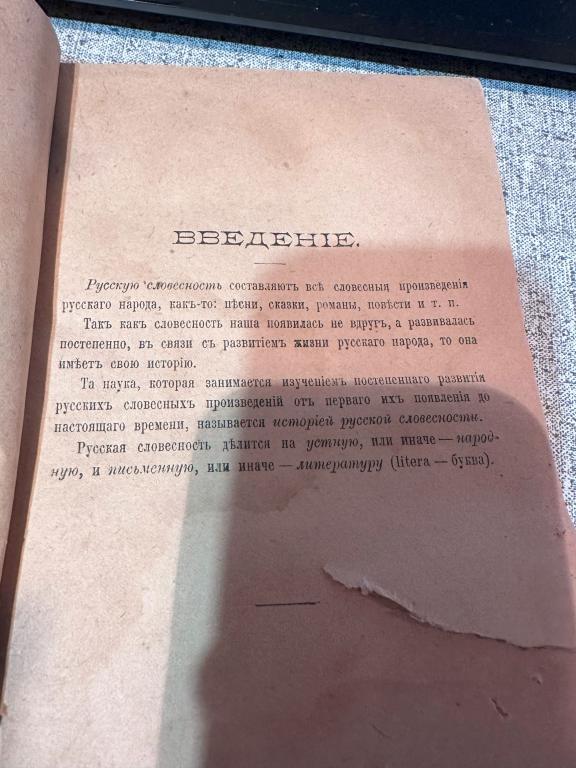 ВВЕДЕНІЕ.
Русскую словесность составляютъ всѣ словесныя произведенія
русскаго народа, какъ-то: пѣсни, сказки, романы, повѣсти и т. п.
Такъ какъ словесность наша появилась не вдругъ, а развивалась
постепенно, въ связи съ развитіемъ жизни русскаго народа, то она
имѣетъ свою исторію.
Та наука, которая занимается изученіемъ постепеннаго развитія
русскихъ словесныхъ произведеній отъ перваго ихъ появленія до
настоящаго времени, называется исторіей русской словесности.
Русская словесность дѣлится на устную, или иначе — народ-
ную, и письменную, или иначе — литературу (litera — буква).